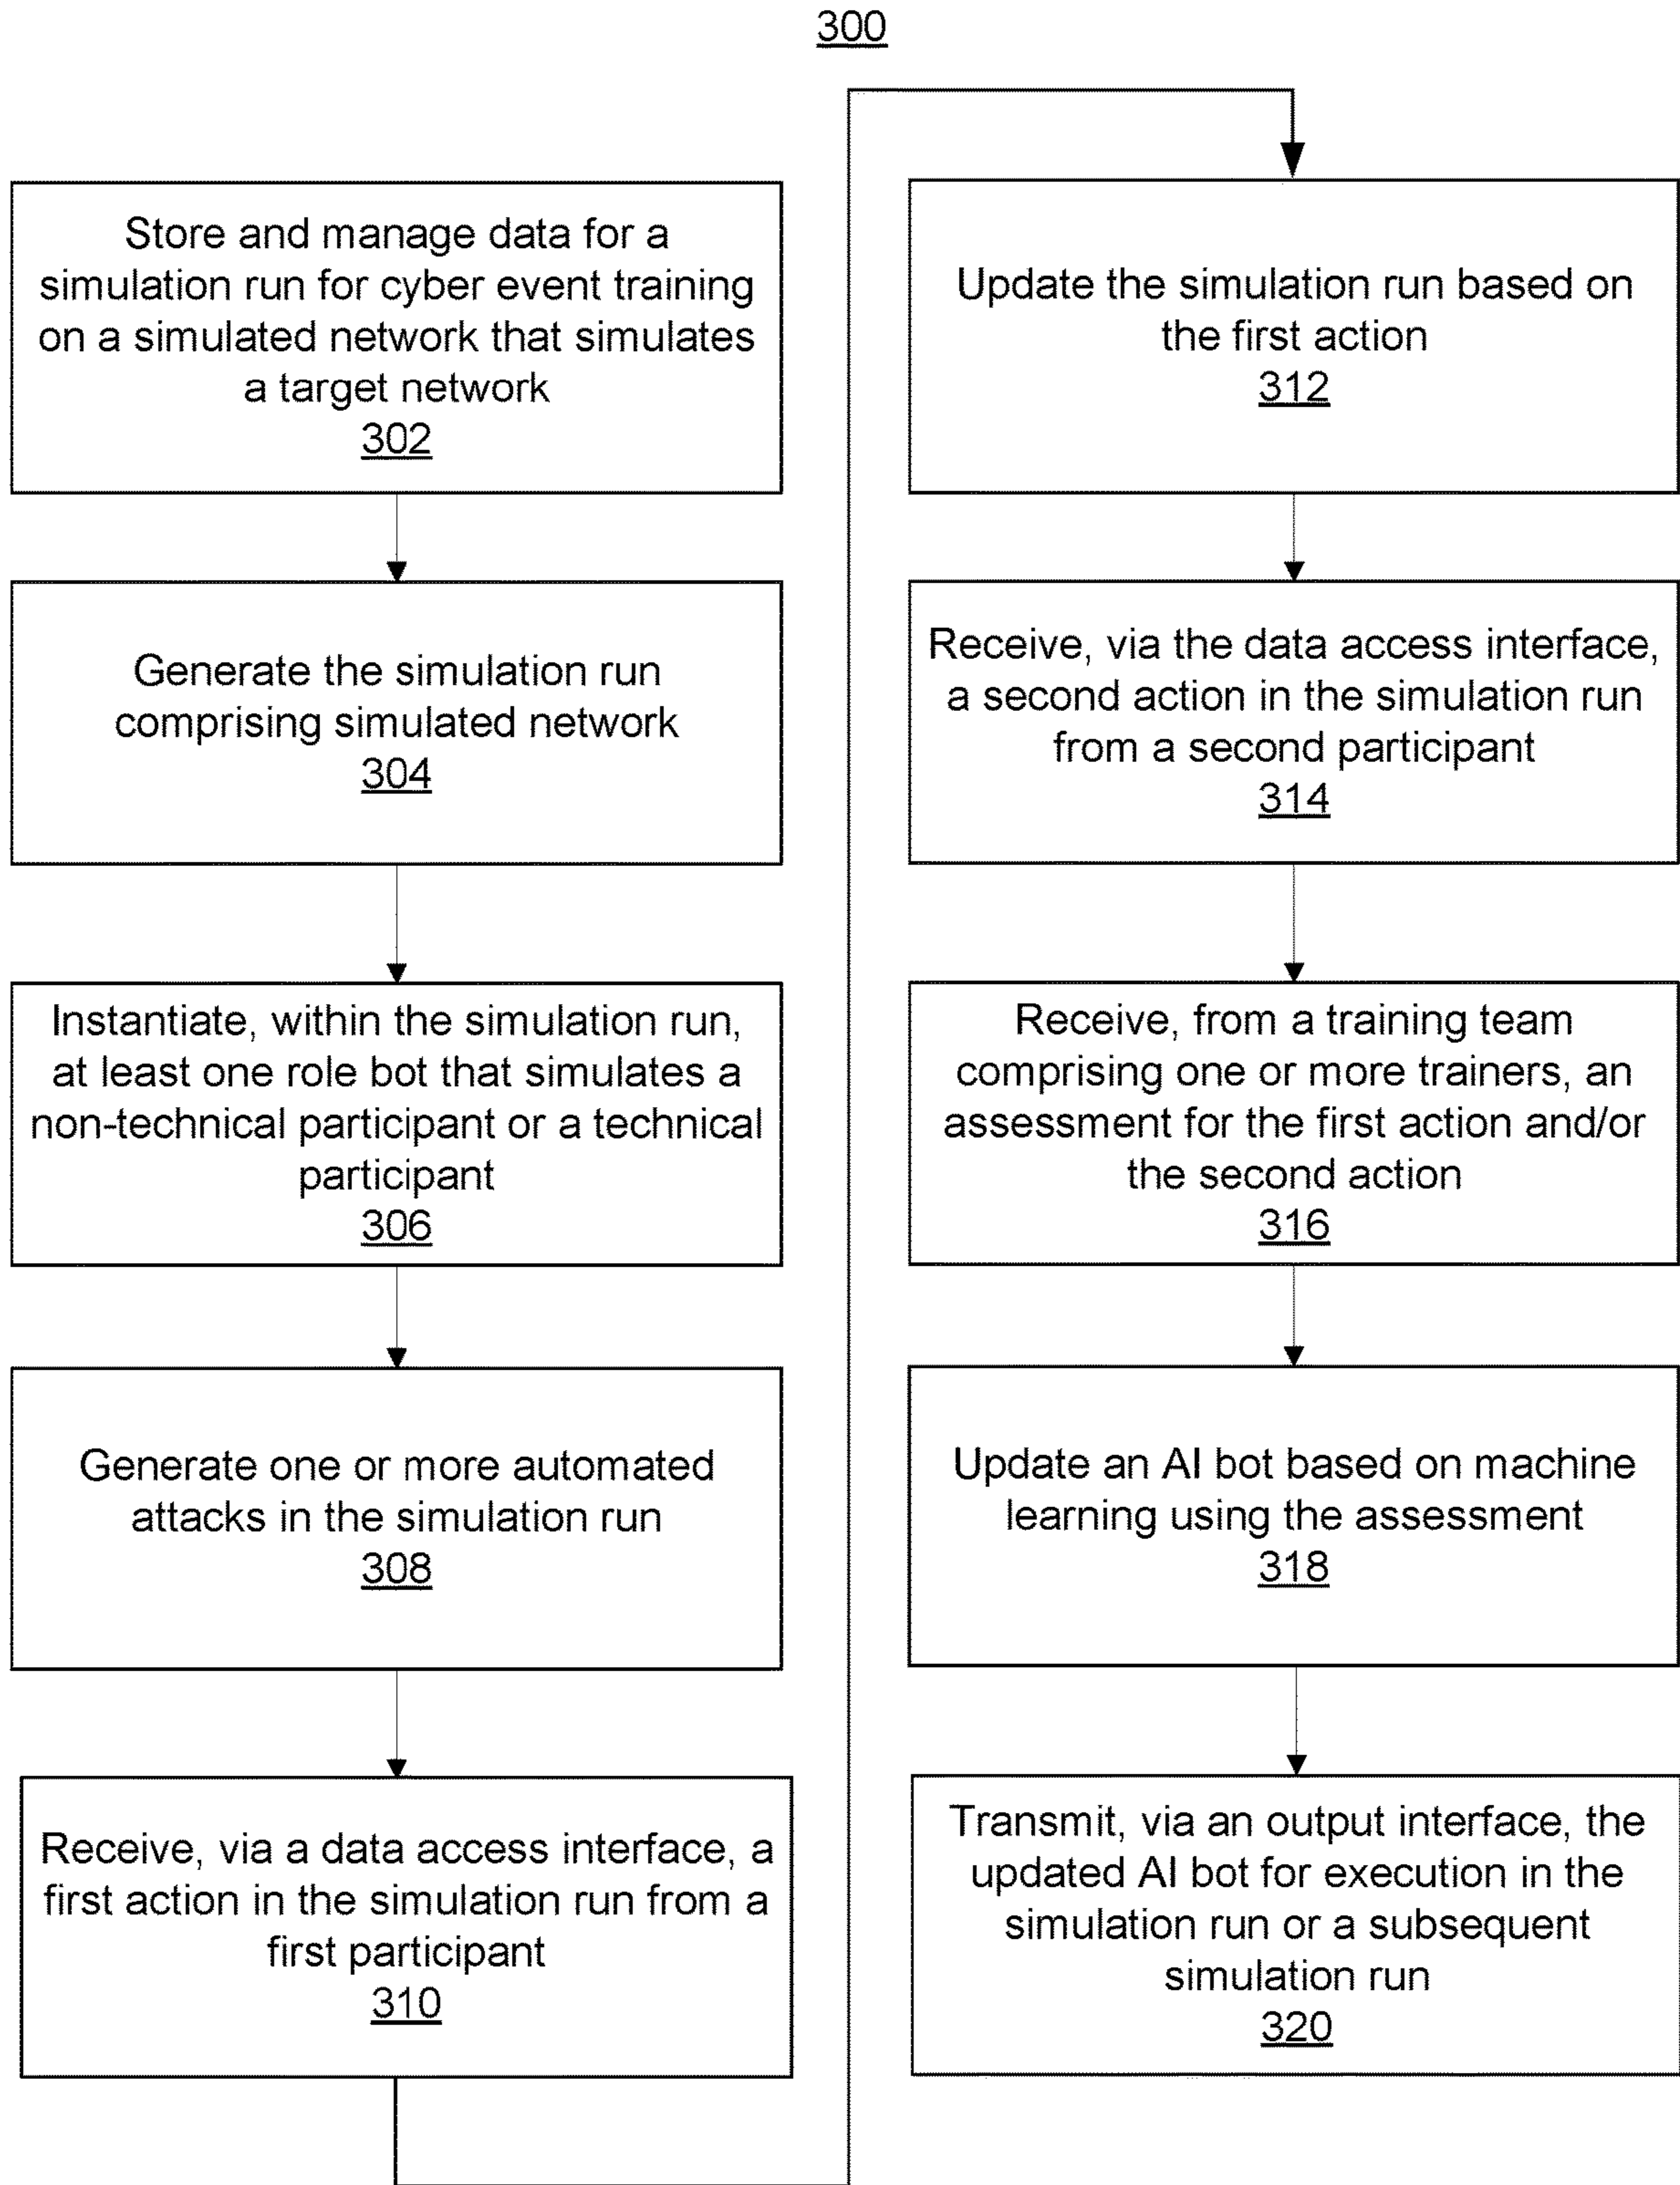 300
Store and manage data for a
simulation run for cyber event training
on a simulated network that simulates
a target network
302
Generate the simulation run
comprising simulated network
304
Instantiate, within the simulation run,
at least one role bot that simulates a
non-technical participant or a technical
participant
306
Generate one or more automated
attacks in the simulation run
308
Receive, via a data access interface, a
first action in the simulation run from a
first participant
310
Update the simulation run based on
the first action
312
Receive, via the data access interface,
a second action in the simulation run
from a second participant
314
Receive, from a training team
comprising one or more trainers, an
assessment for the first action and/or
the second action
316
Update an AI bot based on machine
learning using the assessment
318
Transmit, via an output interface, the
updated AI bot for execution in the
simulation run or a subsequent
simulation run
320